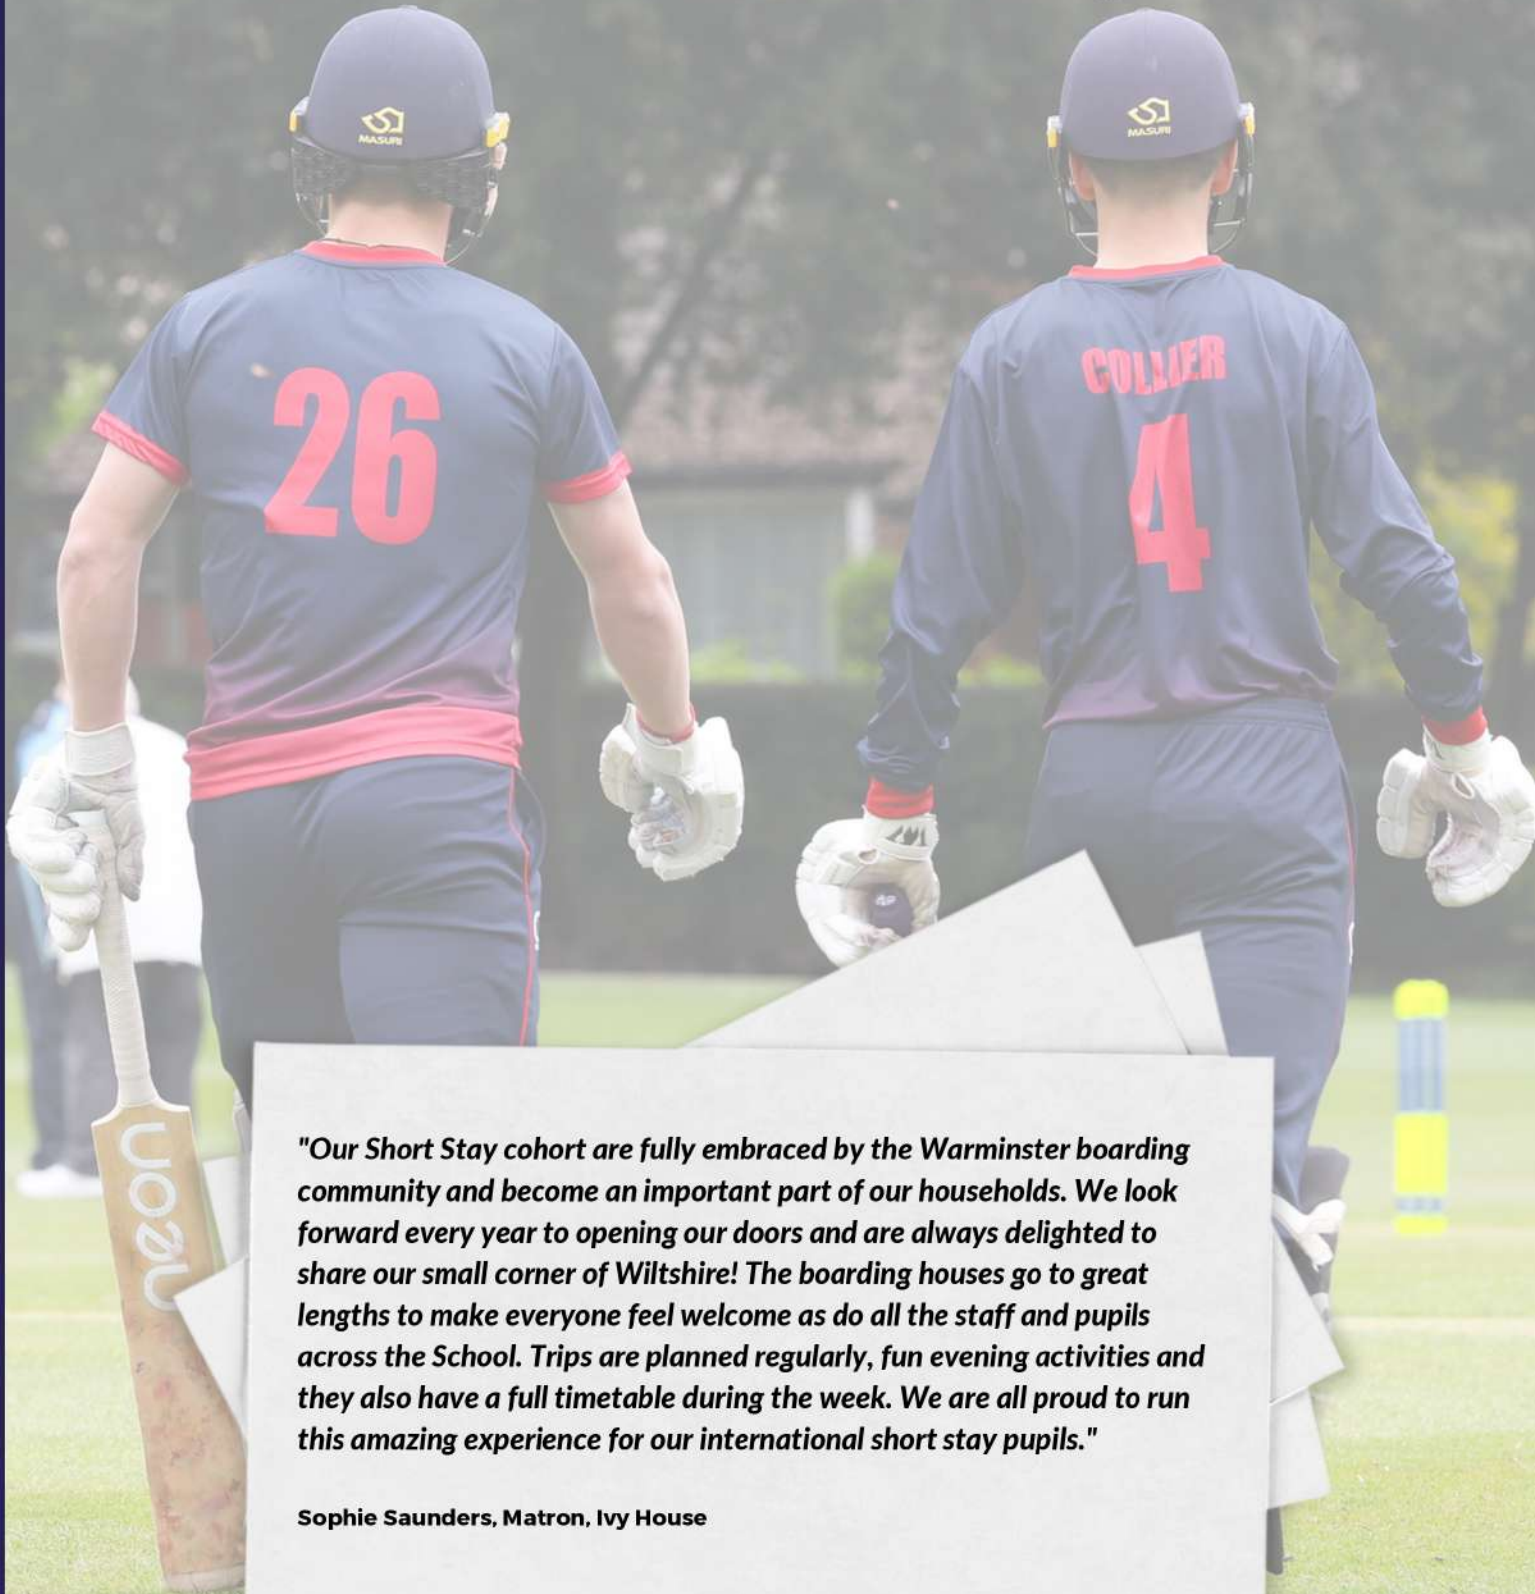 MASURI
MASURI
26
COLLIER
4
neon
"Our Short Stay cohort are fully embraced by the Warminster boarding
community and become an important part of our households. We look
forward every year to opening our doors and are always delighted to
share our small corner of Wiltshire! The boarding houses go to great
lengths to make everyone feel welcome as do all the staff and pupils
across the School. Trips are planned regularly, fun evening activities and
they also have a full timetable during the week. We are all proud to run
this amazing experience for our international short stay pupils."
Sophie Saunders, Matron, Ivy House